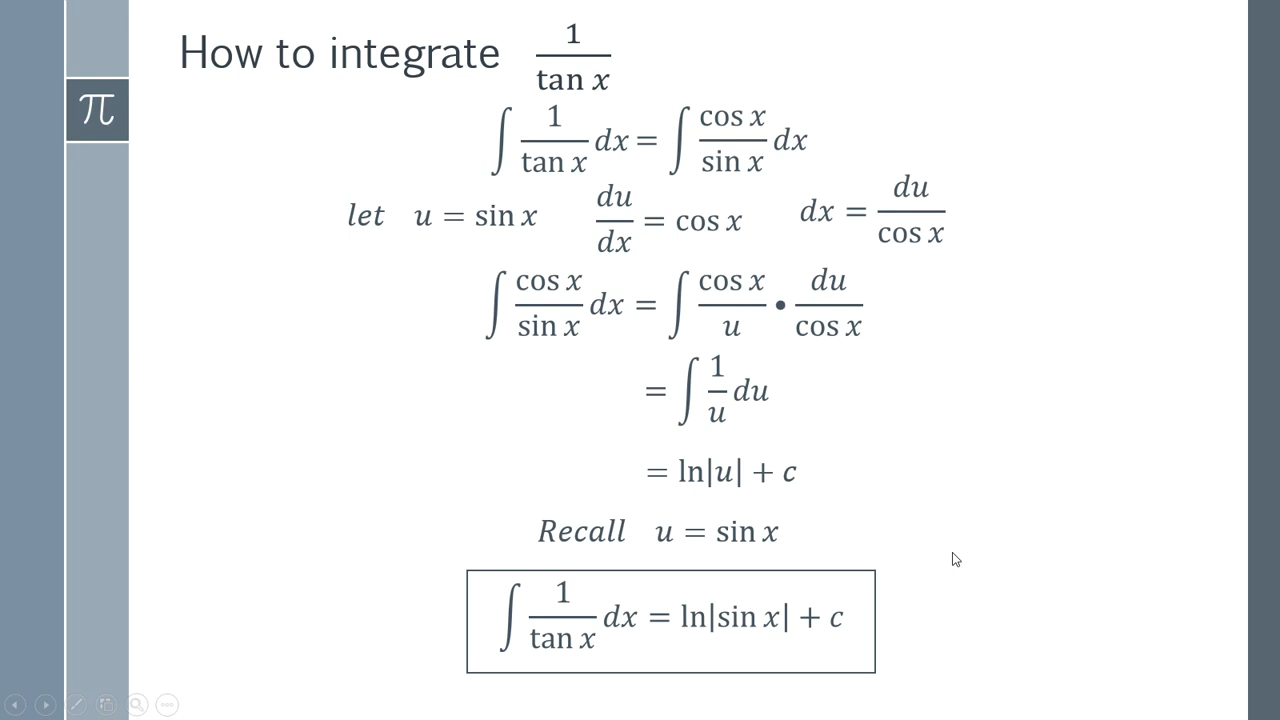 How to integrate 1/tan x
π
∫ 1/tan x dx = ∫ cos x/sin x dx
let u = sin x du/dx = cos x dx = du/cos x
∫ cos x/sin x dx = ∫ cos x/u • du/cos x
= ∫ 1/u du
= ln|u| + c
Recall u = sin x
∫ 1/tan x dx = ln|sin x| + c